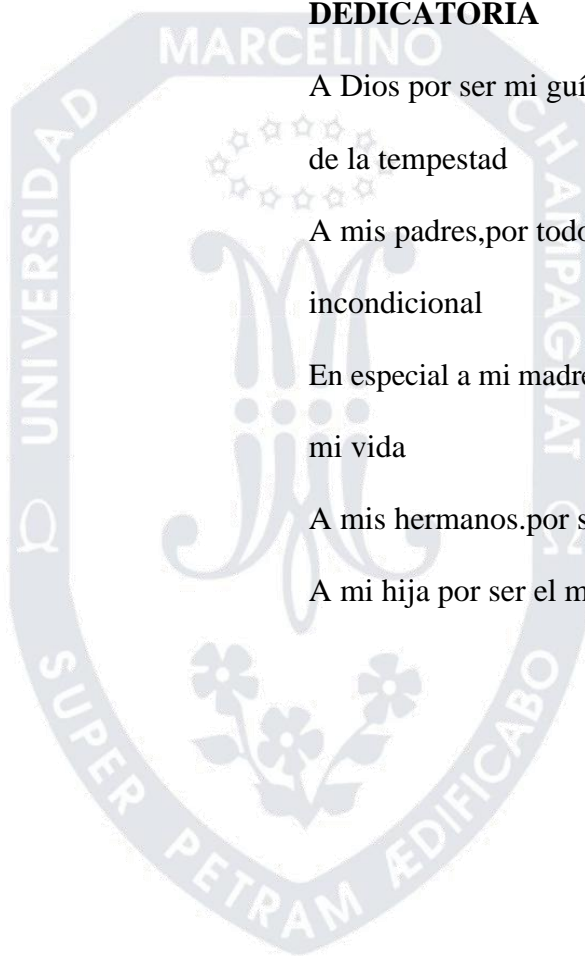 DEDICATORIA
A Dios por ser mi guí
de la tempestad
A mis padres,por todo
incondicional
En especial a mi madre
mi vida
A mis hermanos.por s
A mi hija por ser el m
UNIVERSIDAD MARCELINO CHAMPAGNAT
Ω
SUPER PETRAM ÆDIFICABO